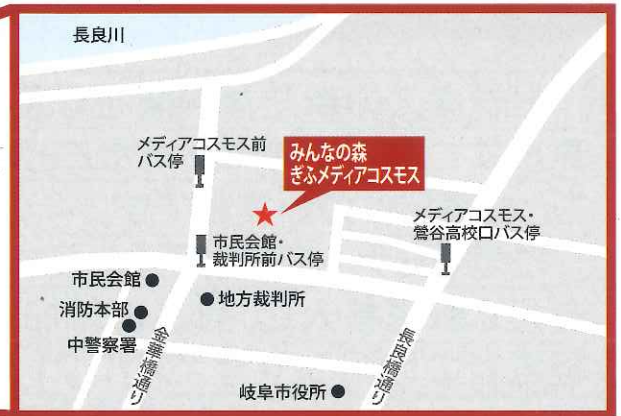 長良川
メディアコスモス前
バス停
みんなの森
ぎふメディアコスモス
メディアコスモス・
鶯谷高校口バス停
市民会館・
裁判所前バス停
市民会館
地方裁判所
消防本部
中警察署
金華橋通り
長良橋通り
岐阜市役所